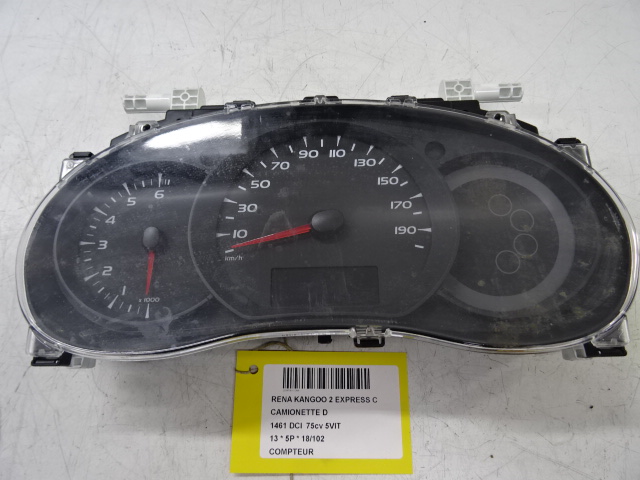 70 90 110 130
50 150
30 170
10 190
km/h
6
5
4
3
2
1
x1000
RENA KANGOO 2 EXPRESS C
CAMIONETTE D
1461 DCI 75cv 5VIT
13 * 5P * 18/102
COMPTEUR